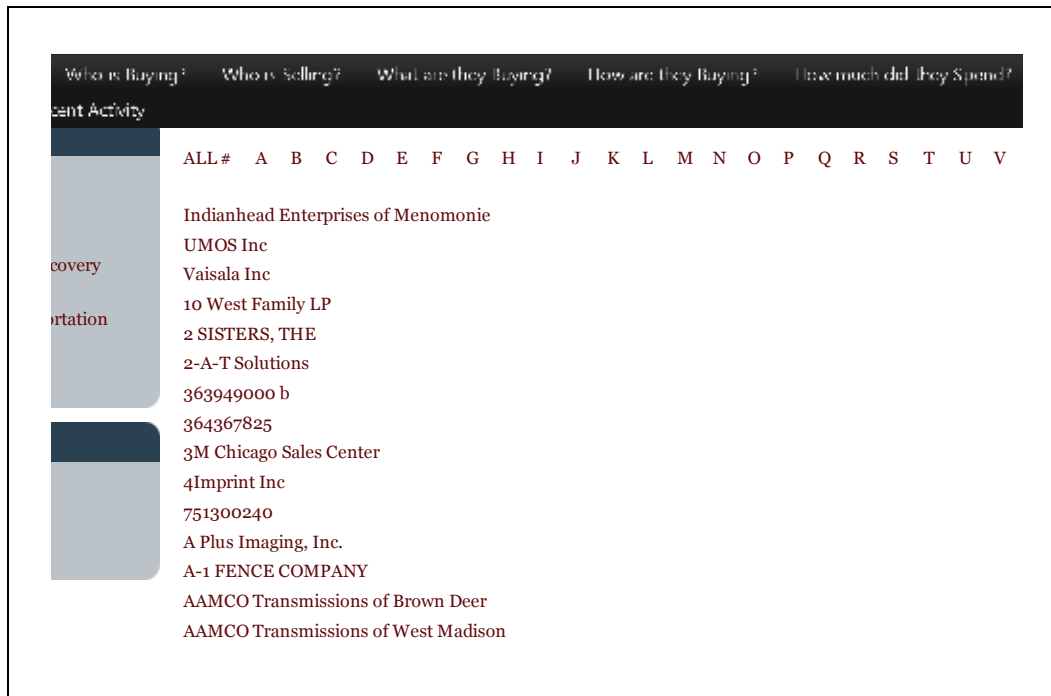 Who is Buying? Who is Selling? What are they Buying? How are they Buying? How much did they Spend?
cent Activity
ALL # A B C D E F G H I J K L M N O P Q R S T U V
Indianhead Enterprises of Menomonie
UMOS Inc
covery
Vaisala Inc
10 West Family LP
ortation
2 SISTERS, THE
2-A-T Solutions
363949000 b
364367825
3M Chicago Sales Center
4Imprint Inc
751300240
A Plus Imaging, Inc.
A-1 FENCE COMPANY
AAMCO Transmissions of Brown Deer
AAMCO Transmissions of West Madison